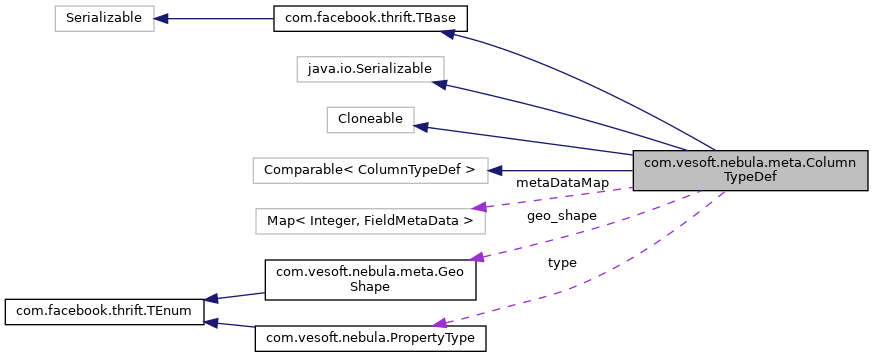 Serializable
com.facebook.thrift.TBase
java.io.Serializable
Cloneable
com.vesoft.nebula.meta.Column
TypeDef
Comparable< ColumnTypeDef >
metaDataMap
Map< Integer, FieldMetaData >
geo_shape
com.vesoft.nebula.meta.Geo
Shape
type
com.facebook.thrift.TEnum
com.vesoft.nebula.PropertyType